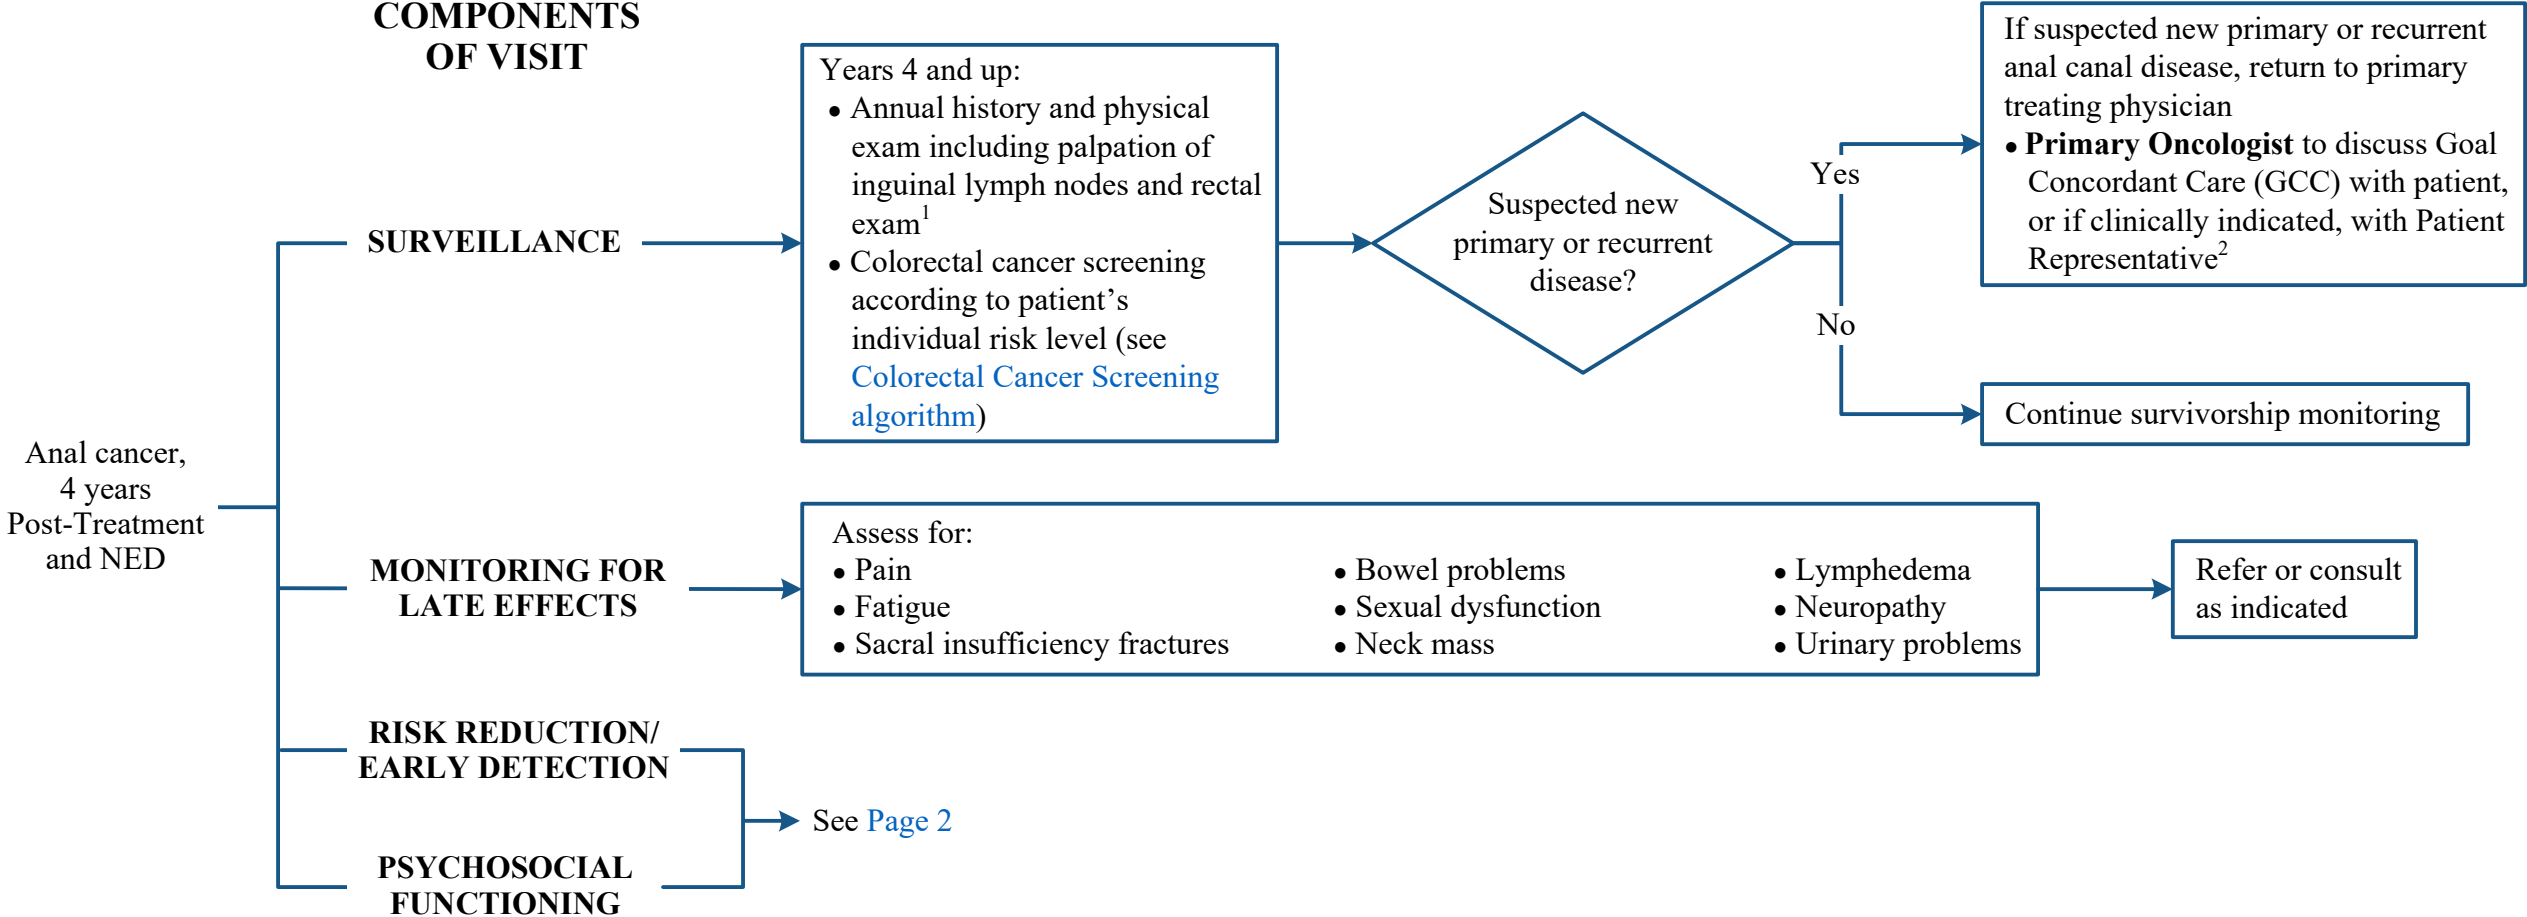 COMPONENTS
OF VISIT
Anal cancer,
4 years
Post-Treatment
and NED
SURVEILLANCE
Years 4 and up:
● Annual history and physical
exam including palpation of
inguinal lymph nodes and rectal
exam1
● Colorectal cancer screening
according to patient’s
individual risk level (see
Colorectal Cancer Screening
algorithm)
Suspected new
primary or recurrent
disease?
Yes
If suspected new primary or recurrent
anal canal disease, return to primary
treating physician
● Primary Oncologist to discuss Goal
Concordant Care (GCC) with patient,
or if clinically indicated, with Patient
Representative2
No
Continue survivorship monitoring
MONITORING FOR
LATE EFFECTS
Assess for:
● Pain
● Fatigue
● Sacral insufficiency fractures
● Bowel problems
● Sexual dysfunction
● Neck mass
● Lymphedema
● Neuropathy
● Urinary problems
Refer or consult
as indicated
RISK REDUCTION/
EARLY DETECTION
PSYCHOSOCIAL
FUNCTIONING
See Page 2